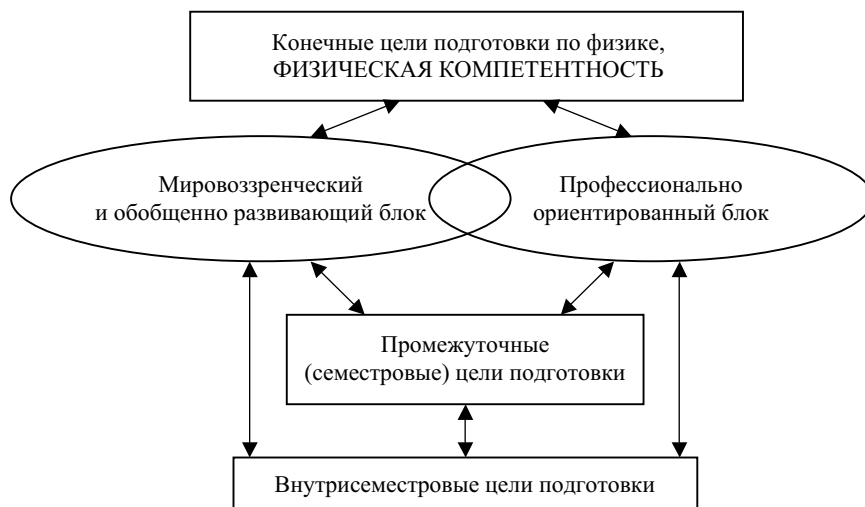 Конечные цели подготовки по физике,
ФИЗИЧЕСКАЯ КОМПЕТЕНТНОСТЬ
Мировоззренческий
и обобщенно развивающий блок
Профессионально
ориентированный блок
Промежуточные
(семестровые) цели подготовки
Внутрисеместровые цели подготовки